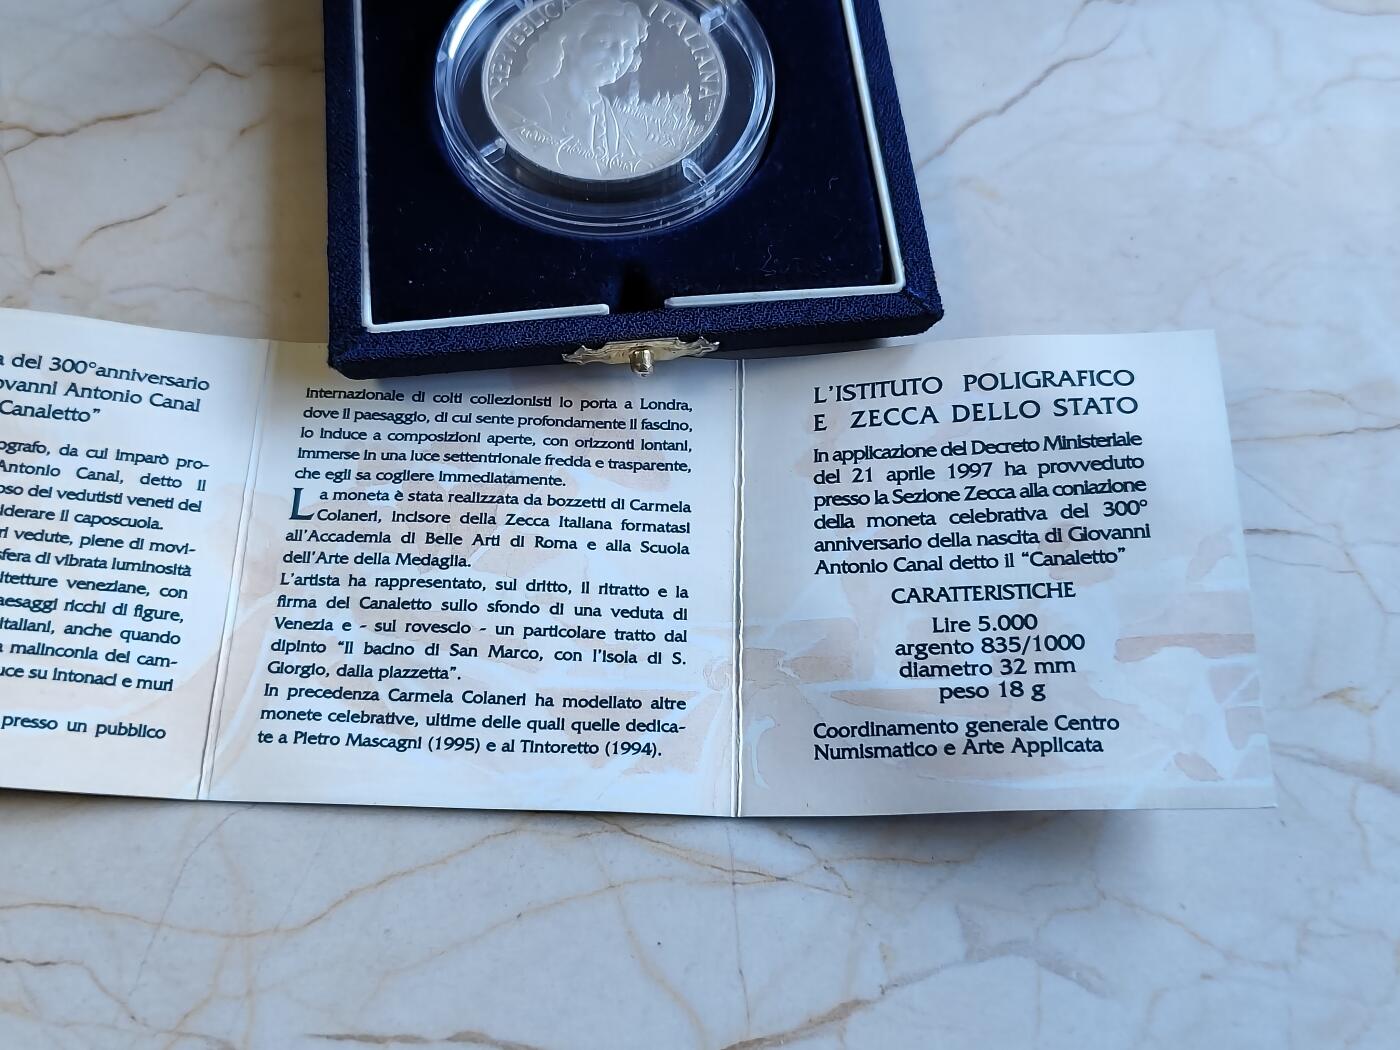 REPVBBLICA ITALIANA
a del 300°anniversario
ovanni Antonio Canal
Canaletto”
ografo, da cui imparò pro-
Antonio Canal, detto il
oso dei vedutisti veneti del
iderare il caposcuola.
ri vedute, piene di movi-
sfera di vibrata luminosità
itetture veneziane, con
aesaggi ricchi di figure,
italiani, anche quando
a malinconia del cam-
uce su intonaci e muri
presso un pubblico
internazionale di colti collezionisti lo porta a Londra,
dove il paesaggio, di cui sente profondamente il fascino,
lo induce a composizioni aperte, con orizzonti lontani,
immerse in una luce settentrionale fredda e trasparente,
che egli sa cogliere immediatamente.
La moneta è stata realizzata da bozzetti di Carmela
Colaneri, incisore della Zecca Italiana formatasi
all’Accademia di Belle Arti di Roma e alla Scuola
dell’Arte della Medaglia.
L’artista ha rappresentato, sul dritto, il ritratto e la
firma del Canaletto sullo sfondo di una veduta di
Venezia e - sul rovescio - un particolare tratto dal
dipinto “Il bacino di San Marco, con l’isola di S.
Giorgio, dalla piazzetta”.
In precedenza Carmela Colaneri ha modellato altre
monete celebrative, ultime delle quali quelle dedica-
te a Pietro Mascagni (1995) e al Tintoretto (1994).
L’ISTITUTO POLIGRAFICO
E ZECCA DELLO STATO
In applicazione del Decreto Ministeriale
del 21 aprile 1997 ha provveduto
presso la Sezione Zecca alla coniazione
della moneta celebrativa del 300°
anniversario della nascita di Giovanni
Antonio Canal detto il “Canaletto”
CARATTERISTICHE
Lire 5.000
argento 835/1000
diametro 32 mm
peso 18 g
Coordinamento generale Centro
Numismatico e Arte Applicata